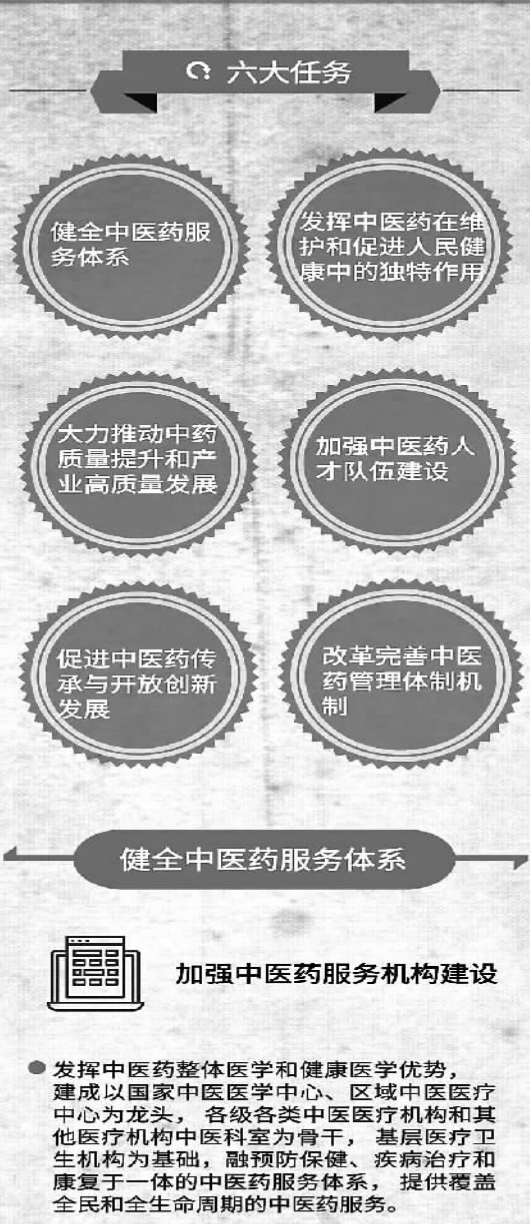 六大任务
健全中医药服
务体系
发挥中医药在维
护和促进人民健
康中的独特作用
大力推动中药
质量提升和产
业高质量发展
加强中医药人
才队伍建设
促进中医药传
承与开放创新
发展
改革完善中医
药管理体制机
制
健全中医药服务体系
加强中医药服务机构建设
发挥中医药整体医学和健康医学优势，
建成以国家中医医学中心、区域中医医疗
中心为龙头，各级各类中医医疗机构和其
他医疗机构中医科室为骨干，基层医疗卫
生机构为基础，融预防保健、疾病治疗和
康复于一体的中医药服务体系，提供覆盖
全民和全生命周期的中医药服务。